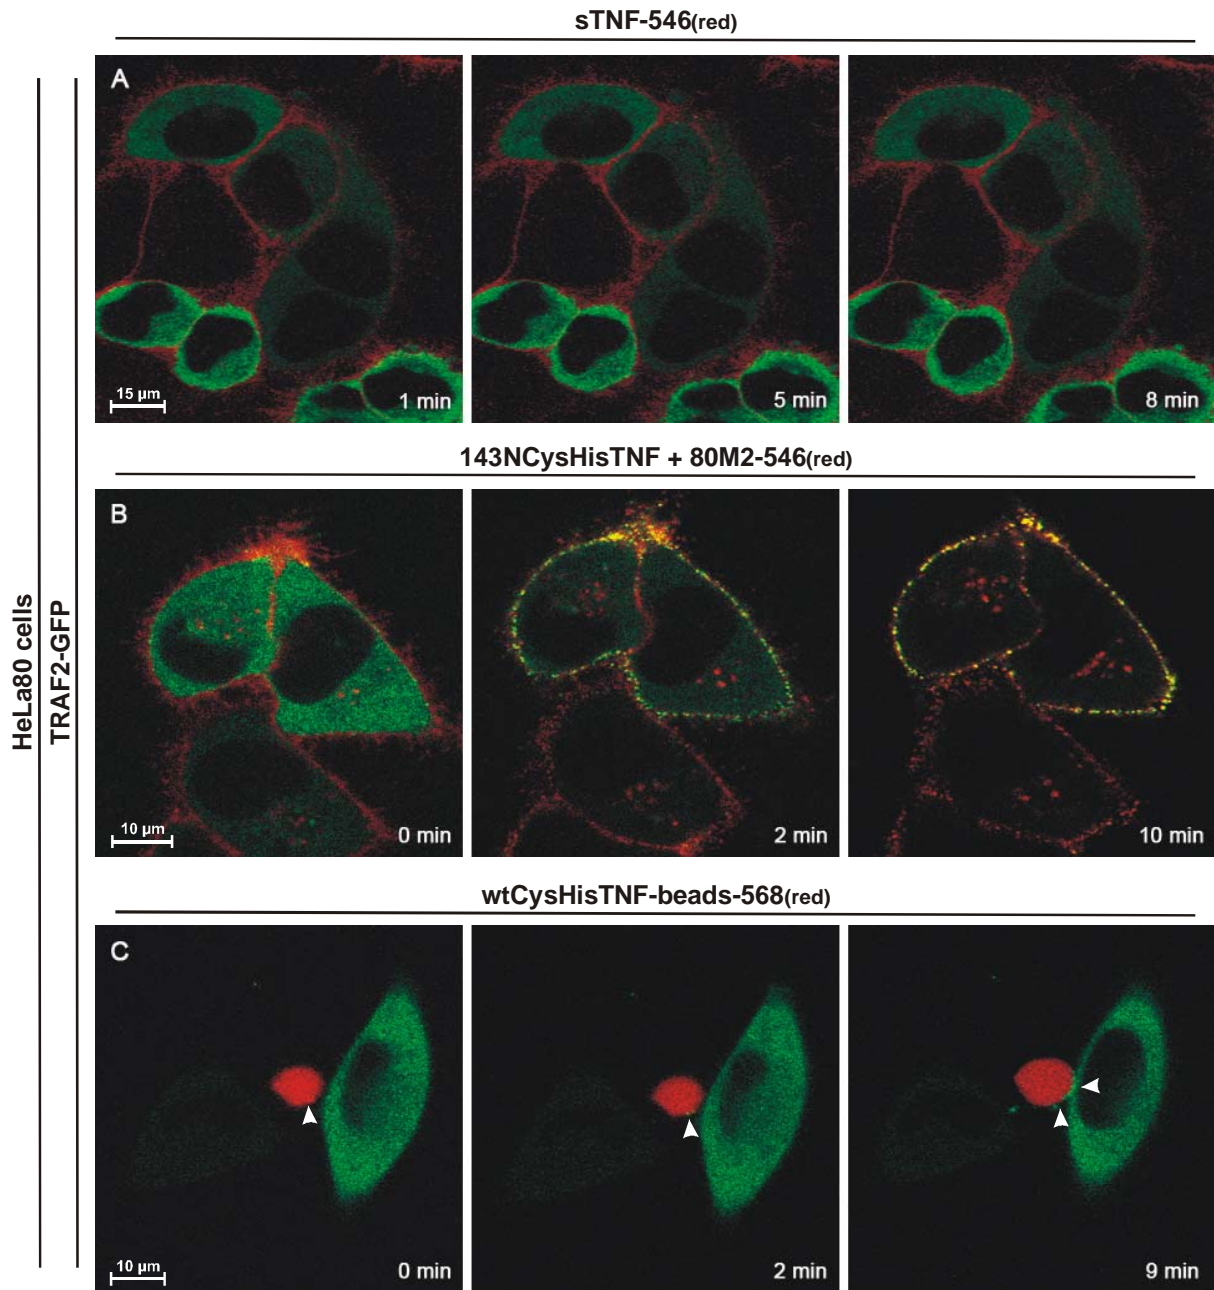 sTNF-546(red)
HeLa80 cells
TRAF2-GFP
A
15 µm
1 min
5 min
8 min
143NCysHisTNF + 80M2-546(red)
B
10 µm
0 min
2 min
10 min
wtCysHisTNF-beads-568(red)
C
10 µm
0 min
2 min
9 min